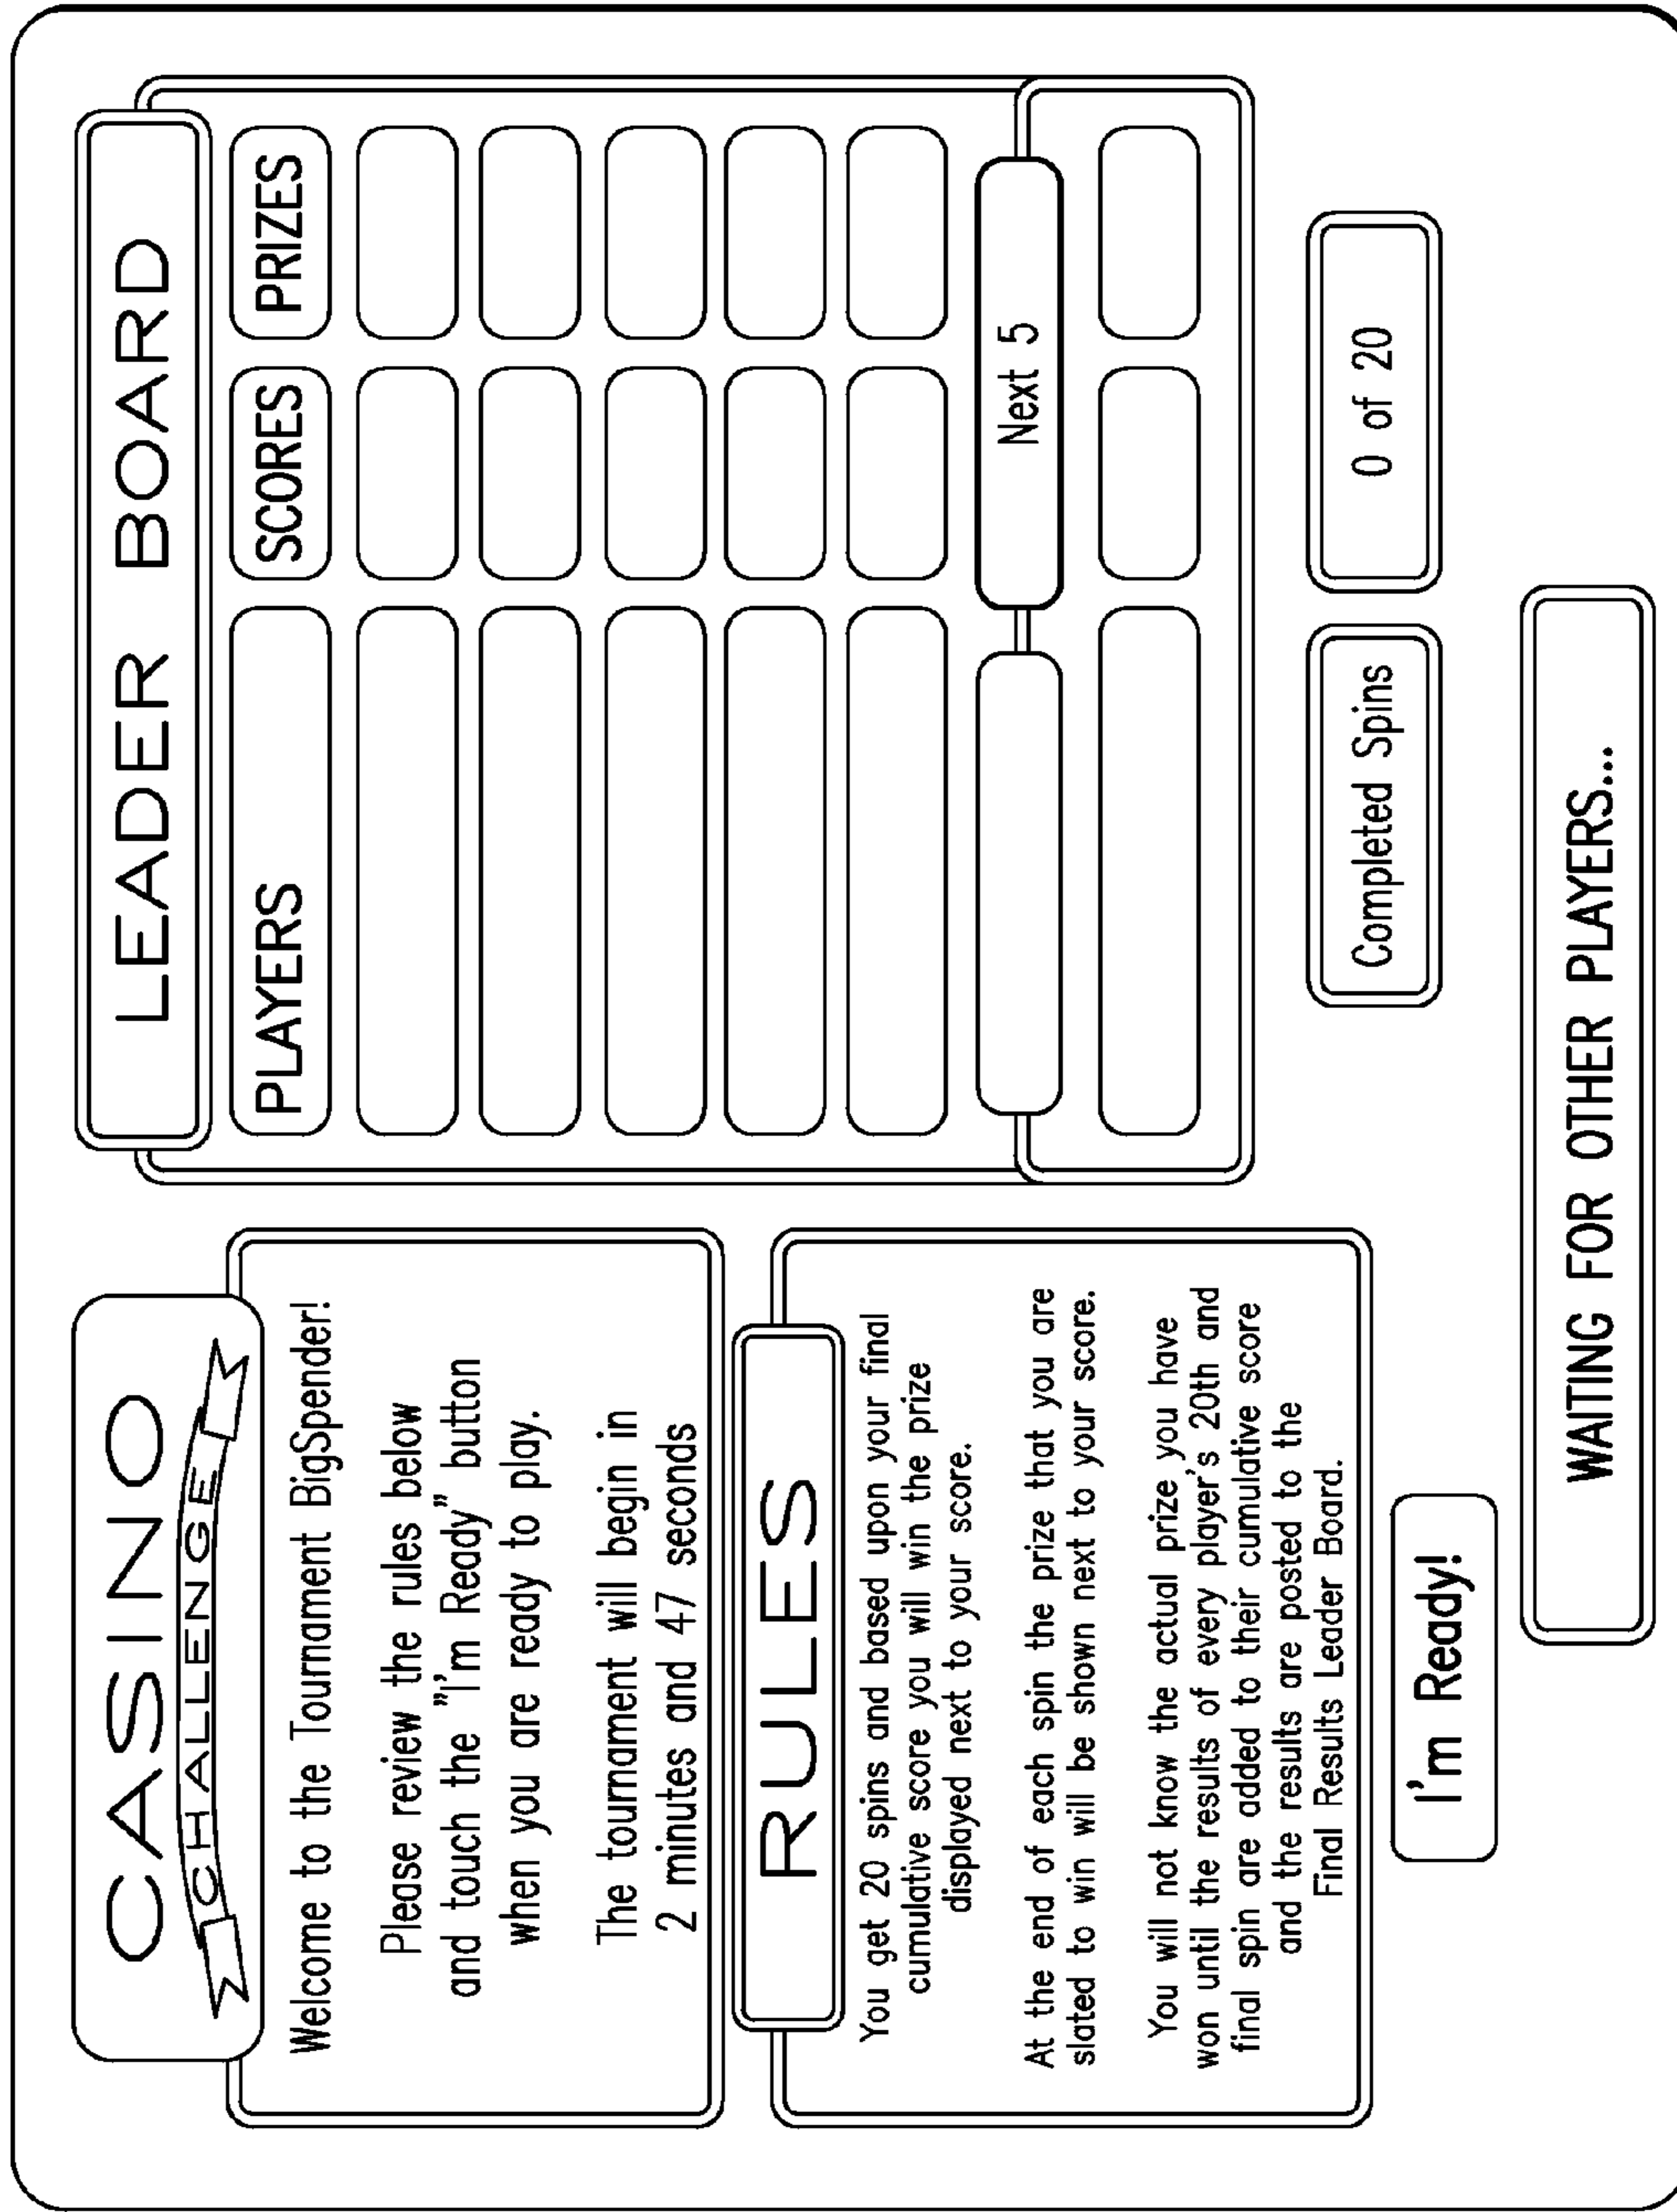 CASINO
CHALLENGE
Welcome to the Tournament BigSpender!
Please review the rules below
and touch the "I'm Ready" button
when you are ready to play.
The tournament will begin in
2 minutes and 47 seconds
RULES
You get 20 spins and based upon your final
cumulative score you will win the prize
displayed next to your score.
At the end of each spin the prize that you are
slated to win will be shown next to your score.
You will not know the actual prize you have
won until the results of every player's 20th and
final spin are added to their cumulative score
and the results are posted to the
Final Results Leader Board.
I'm Ready!
LEADER BOARD
PLAYERS SCORES PRIZES
Next 5
Completed Spins 0 of 20
WAITING FOR OTHER PLAYERS...